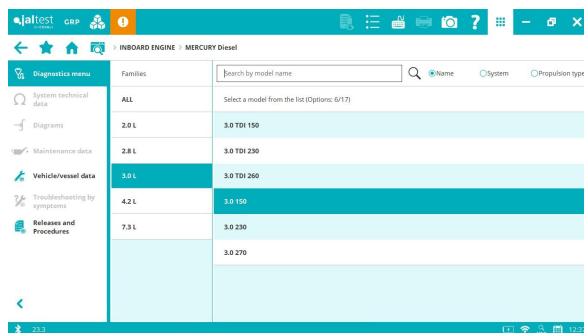 jaltest GRP
INBOARD ENGINE > MERCURY Diesel
Diagnostics menu
System technical data
Diagrams
Maintenance data
Vehicle/vessel data
Troubleshooting by symptoms
Releases and Procedures
23.3
Families
ALL
2.0 L
2.8 L
3.0 L
4.2 L
7.3 L
Search by model name
Name
System
Propulsion type
Select a model from the list (Options: 6/17)
3.0 TDI 150
3.0 TDI 230
3.0 TDI 260
3.0 150
3.0 230
3.0 270